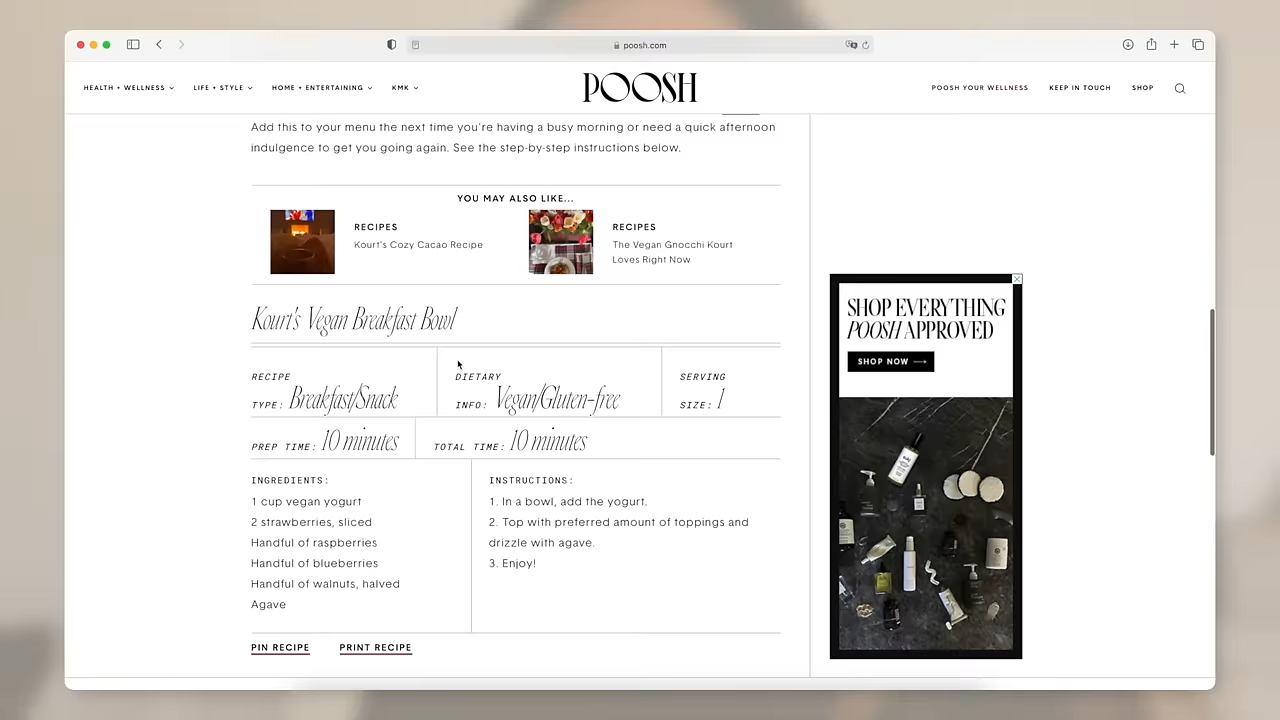 poosh.com
HEALTH + WELLNESS
LIFE + STYLE
HOME + ENTERTAINING
KMK
POOSH
POOSH YOUR WELLNESS
KEEP IN TOUCH
SHOP
Add this to your menu the next time you're having a busy morning or need a quick afternoon
indulgence to get you going again. See the step-by-step instructions below.
YOU MAY ALSO LIKE...
RECIPES
Kourt's Cozy Cacao Recipe
RECIPES
The Vegan Gnocchi Kourt
Loves Right Now
Kourt's Vegan Breakfast Bowl
RECIPE
TYPE: Breakfast/Snack
DIETARY
INFO: Vegan/Gluten-free
SERVING
SIZE: 1
PREP TIME: 10 minutes
TOTAL TIME: 10 minutes
INGREDIENTS:
1 cup vegan yogurt
2 strawberries, sliced
Handful of raspberries
Handful of blueberries
Handful of walnuts, halved
Agave
INSTRUCTIONS:
1. In a bowl, add the yogurt.
2. Top with preferred amount of toppings and
drizzle with agave.
3. Enjoy!
PIN RECIPE
PRINT RECIPE
SHOP EVERYTHING
POOSH APPROVED
SHOP NOW